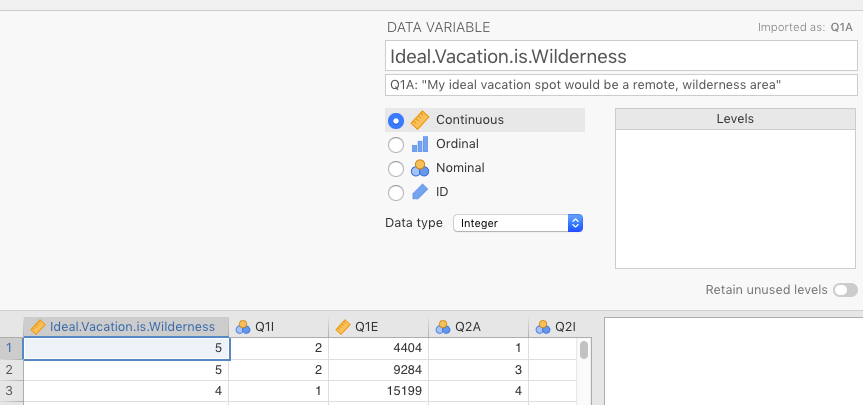 DATA VARIABLE Imported as: Q1A
Ideal.Vacation.is.Wilderness
Q1A: "My ideal vacation spot would be a remote, wilderness area"
Continuous
Levels
Ordinal
Nominal
ID
Data type Integer
Retain unused levels
Ideal.Vacation.is.Wilderness Q1I Q1E Q2A Q2I
1 5 2 4404 1
2 5 2 9284 3
3 4 1 15199 4